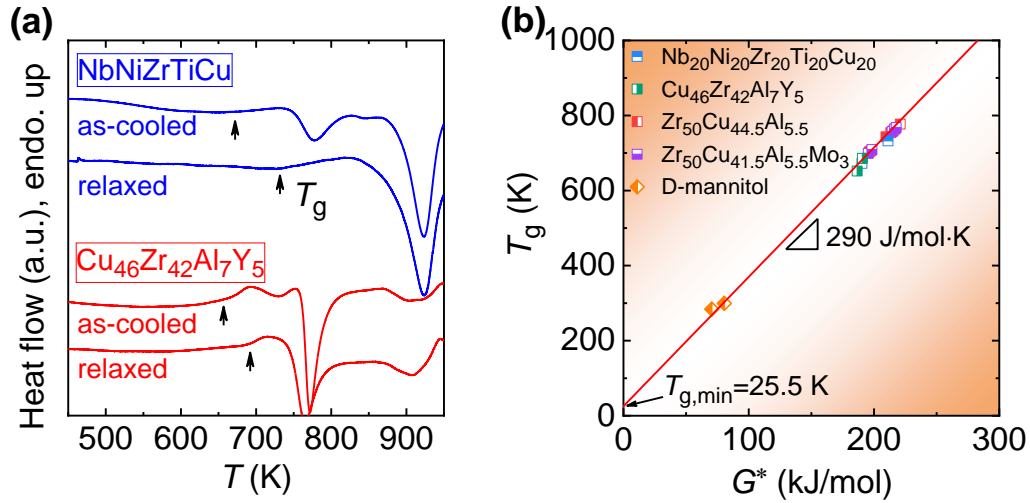 (a)
NbNiZrTiCu
as-cooled
relaxed
T_g
Cu₄₆Zr₄₂Al₇Y₅
as-cooled
relaxed
Heat flow (a.u.), endo. up
500 600 700 800 900
T (K)
(b)
Nb₂₀Ni₂₀Zr₂₀Ti₂₀Cu₂₀
Cu₄₆Zr₄₂Al₇Y₅
Zr₅₀Cu₄₄.₅Al₅.₅
Zr₅₀Cu₄₁.₅Al₅.₅Mo₃
D-mannitol
290 J/mol·K
T_g,min=25.5 K
T_g (K)
1000
800
600
400
200
0
0 100 200 300
G* (kJ/mol)